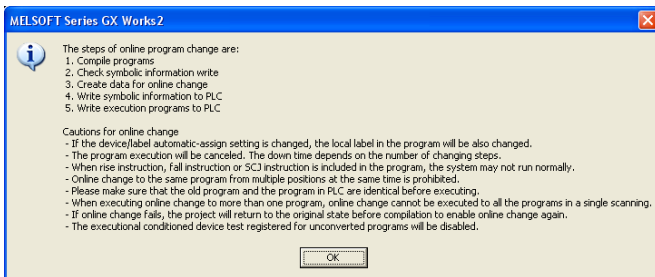 MELSOFT Series GX Works2
The steps of online program change are:
1. Compile programs
2. Check symbolic information write
3. Create data for online change
4. Write symbolic information to PLC
5. Write execution programs to PLC
Cautions for online change
- If the device/label automatic-assign setting is changed, the local label in the program will be also changed.
- The program execution will be canceled. The down time depends on the number of changing steps.
- When rise instruction, fall instruction or SCJ instruction is included in the program, the system may not run normally.
- Online change to the same program from multiple positions at the same time is prohibited.
- Please make sure that the old program and the program in PLC are identical before executing.
- When executing online change to more than one program, online change cannot be executed to all the programs in a single scanning.
- If online change fails, the project will return to the original state before compilation to enable online change again.
- The executional conditioned device test registered for unconverted programs will be disabled.
OK